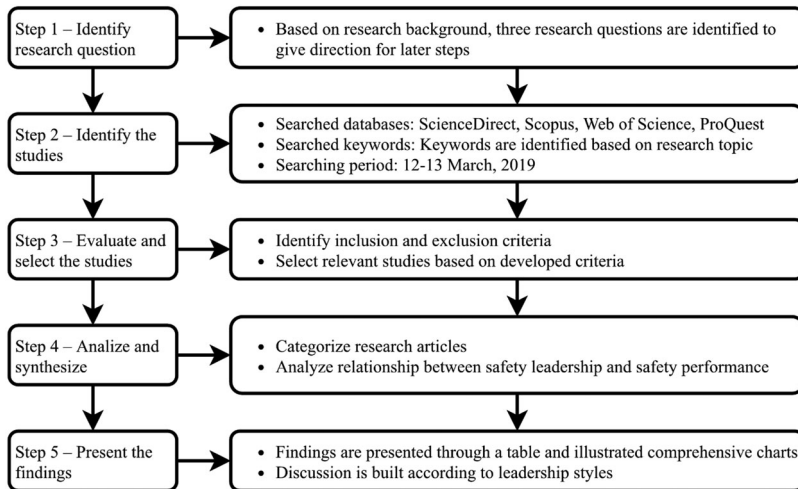 Step 1 – Identify
research question
• Based on research background, three research questions are identified to
give direction for later steps
Step 2 – Identify the
studies
• Searched databases: ScienceDirect, Scopus, Web of Science, ProQuest
• Searched keywords: Keywords are identified based on research topic
• Searching period: 12-13 March, 2019
Step 3 – Evaluate and
select the studies
• Identify inclusion and exclusion criteria
• Select relevant studies based on developed criteria
Step 4 – Analize and
synthesize
• Categorize research articles
• Analyze relationship between safety leadership and safety performance
Step 5 – Present the
findings
• Findings are presented through a table and illustrated comprehensive charts
• Discussion is built according to leadership styles